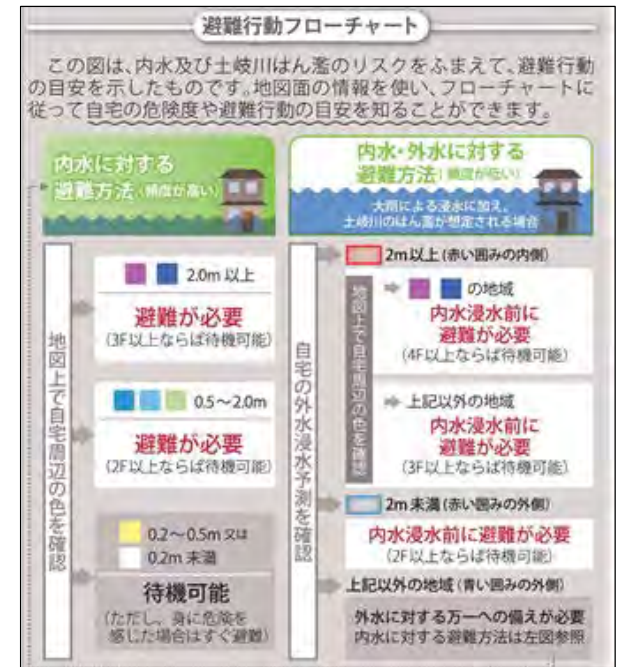 避難行動フローチャート
この図は、内水及び土岐川はん濫のリスクをふまえて、避難行動
の目安を示したものです。地図面の情報を使い、フローチャートに
従って自宅の危険度や避難行動の目安を知ることができます。
内水に対する
避難方法（頻度が高い）
地図上で自宅周辺の色を確認
2.0m 以上
避難が必要
（3F以上ならば待機可能）
0.5〜2.0m
避難が必要
（2F以上ならば待機可能）
0.2〜0.5m 又は
0.2m 未満
待機可能
（ただし、身に危険を
感じた場合はすぐ避難）
内水・外水に対する
避難方法（頻度が低い）
大雨による浸水に加え、
土岐川のはん濫が想定される場合
自宅の外水浸水予測を確認
2m以上（赤い囲みの内側）
地図上で自宅周辺の色を確認
の地域
内水浸水前に
避難が必要
（4F以上ならば待機可能）
上記以外の地域
内水浸水前に
避難が必要
（3F以上ならば待機可能）
2m未満（赤い囲みの外側）
内水浸水前に避難が必要
（2F以上ならば待機可能）
上記以外の地域（青い囲みの外側）
外水に対する万一への備えが必要
内水に対する避難方法は左図参照